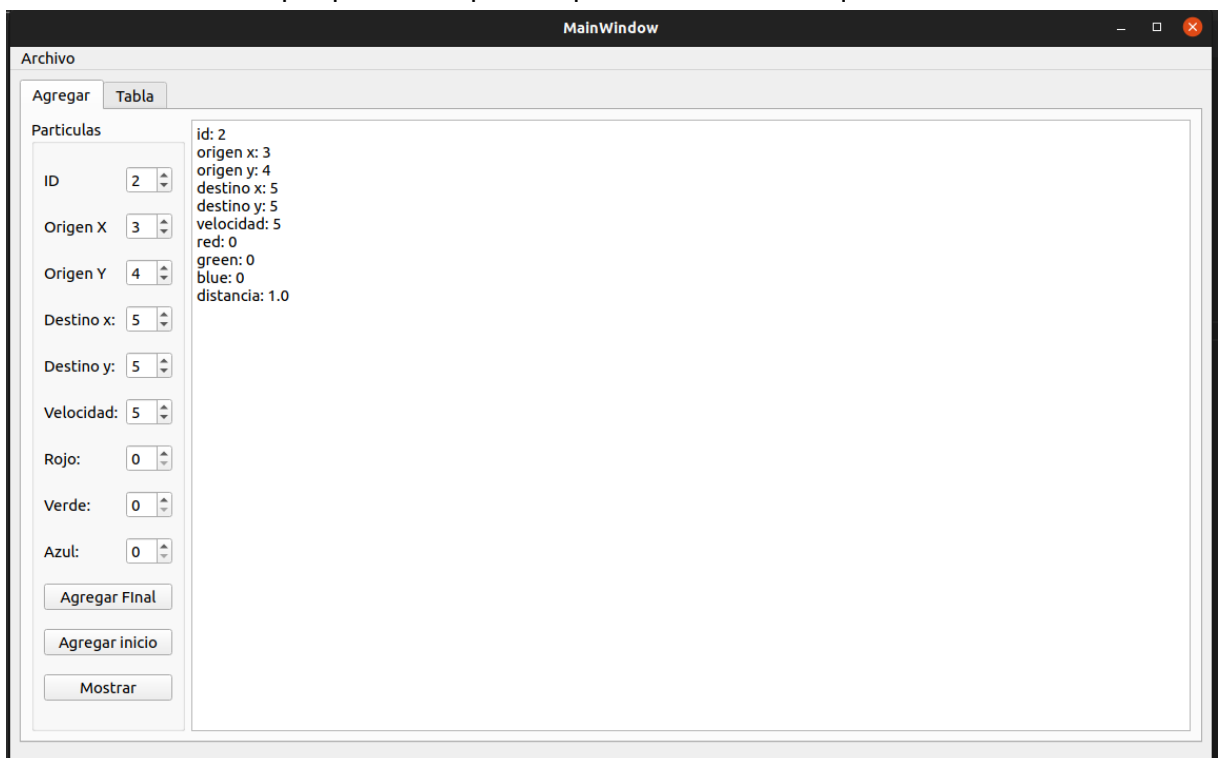 MainWindow
Archivo
Agregar Tabla
Particulas
ID 2
Origen X 3
Origen Y 4
Destino x: 5
Destino y: 5
Velocidad: 5
Rojo: 0
Verde: 0
Azul: 0
Agregar FInal
Agregar inicio
Mostrar
id: 2
origen x: 3
origen y: 4
destino x: 5
destino y: 5
velocidad: 5
red: 0
green: 0
blue: 0
distancia: 1.0